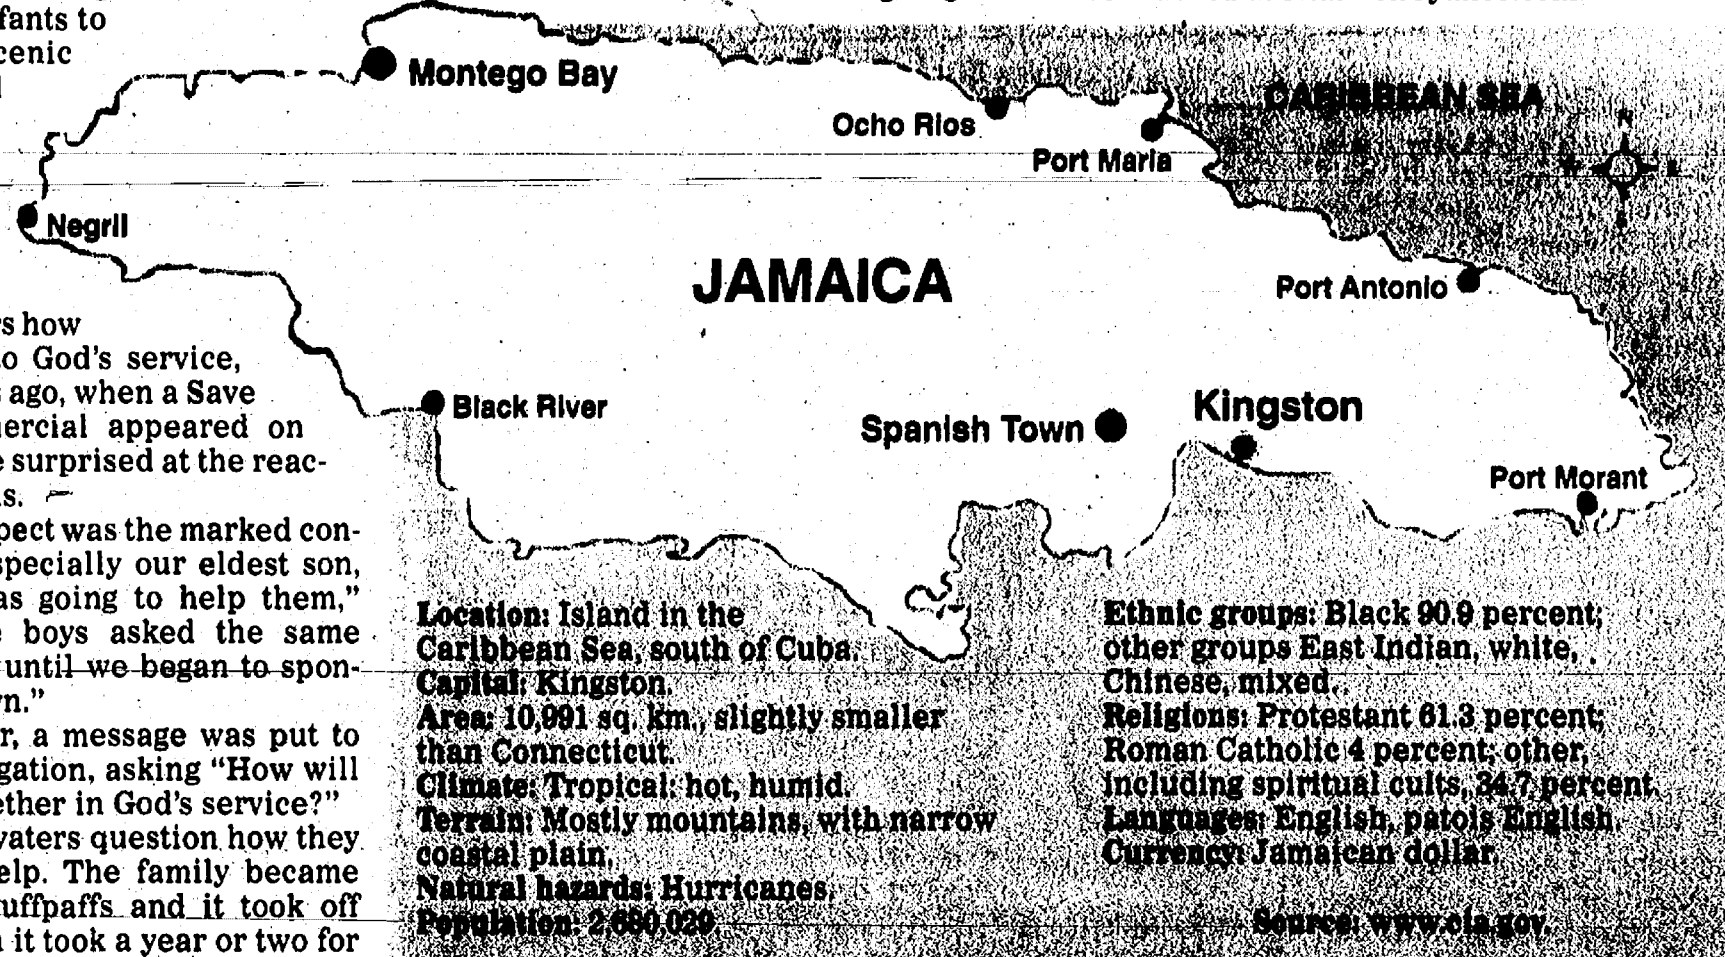 fants to
cenic
Montego Bay
Ocho Rios
CARIBBEAN SEA
Port Maria
N
E
S
Negril
JAMAICA
Port Antonio
Black River
Spanish Town
Kingston
Port Morant
s how
o God's service,
s ago, when a Save
ercial appeared on
e surprised at the reac-
s.
pect was the marked con-
specially our eldest son,
as going to help them,"
e boys asked the same
until we began to spon-
n."
r, a message was put to
gation, asking "How will
ether in God's service?"
vaters question how they
elp. The family became
uffpaffs and it took off
it took a year or two for
Location: Island in the
Caribbean Sea, south of Cuba.
Capital: Kingston.
Area: 10,991 sq. km., slightly smaller
than Connecticut.
Climate: Tropical; hot, humid.
Terrain: Mostly mountains, with narrow
coastal plain.
Natural hazards: Hurricanes.
Population: 2,680,029.
Ethnic groups: Black 90.9 percent;
other groups East Indian, white,
Chinese, mixed.
Religions: Protestant 61.3 percent;
Roman Catholic 4 percent; other,
including spiritual cults, 34.7 percent.
Languages: English, patois English.
Currency: Jamaican dollar.
Source: www.cia.gov.